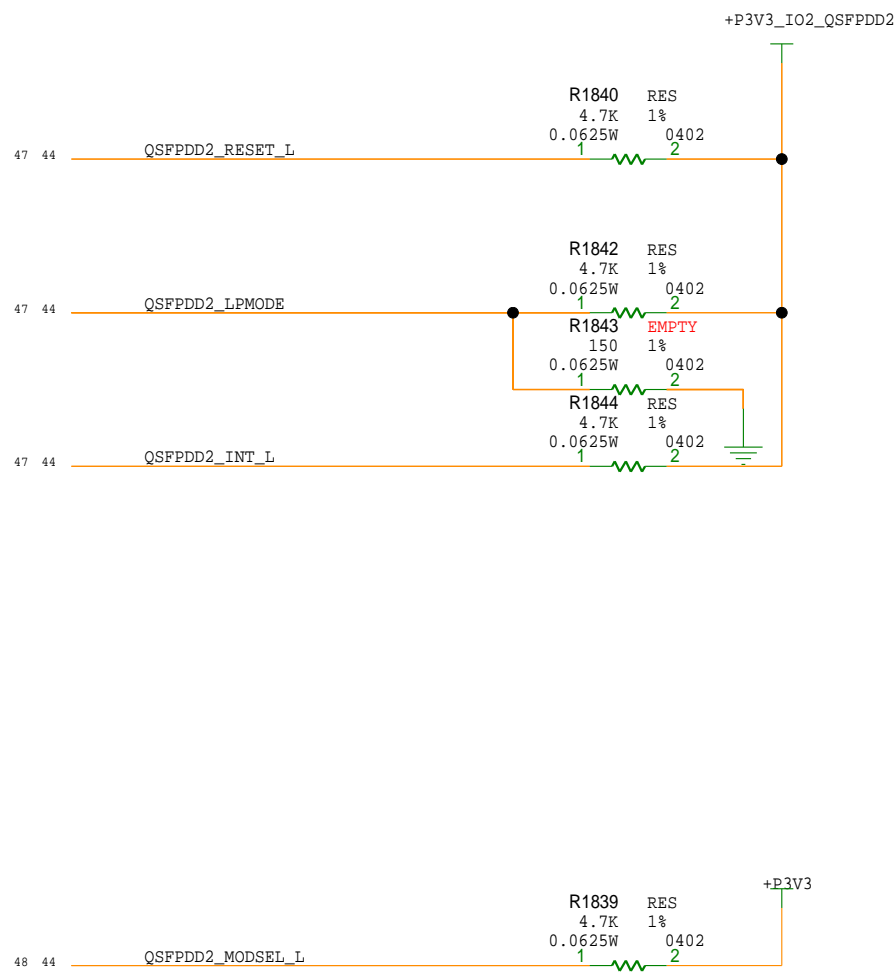 +P3V3_IO2_QSFPDD2
R1840 RES
4.7K 1%
0.0625W 0402
47 44 QSFPDD2_RESET_L 1 2
R1842 RES
4.7K 1%
0.0625W 0402
47 44 QSFPDD2_LPMODE 1 2
R1843 EMPTY
150 1%
0.0625W 0402
1 2
R1844 RES
4.7K 1%
0.0625W 0402
47 44 QSFPDD2_INT_L 1 2
+P3V3
R1839 RES
4.7K 1%
0.0625W 0402
48 44 QSFPDD2_MODSEL_L 1 2